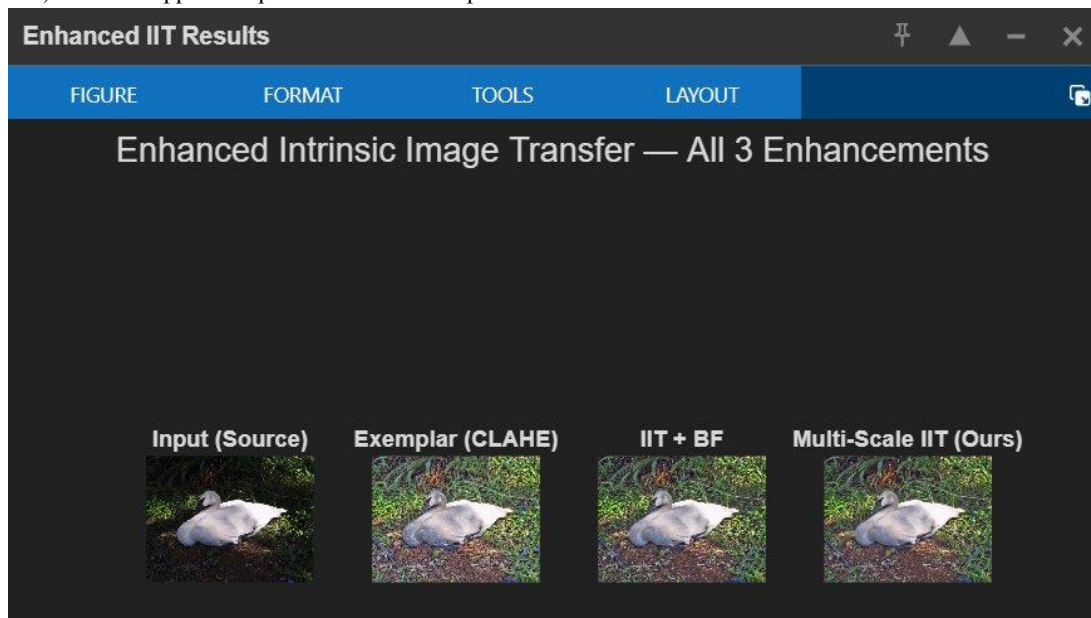 Enhanced IIT Results
FIGURE FORMAT TOOLS LAYOUT
Enhanced Intrinsic Image Transfer — All 3 Enhancements
Input (Source) Exemplar (CLAHE) IIT + BF Multi-Scale IIT (Ours)